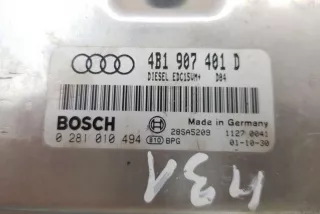 4B1 907 401 D
DIESEL EDC15VM+ D84
BOSCH
Made in Germany
28SA5209 1127 0041
0 281 010 494 BPG 01-10-30